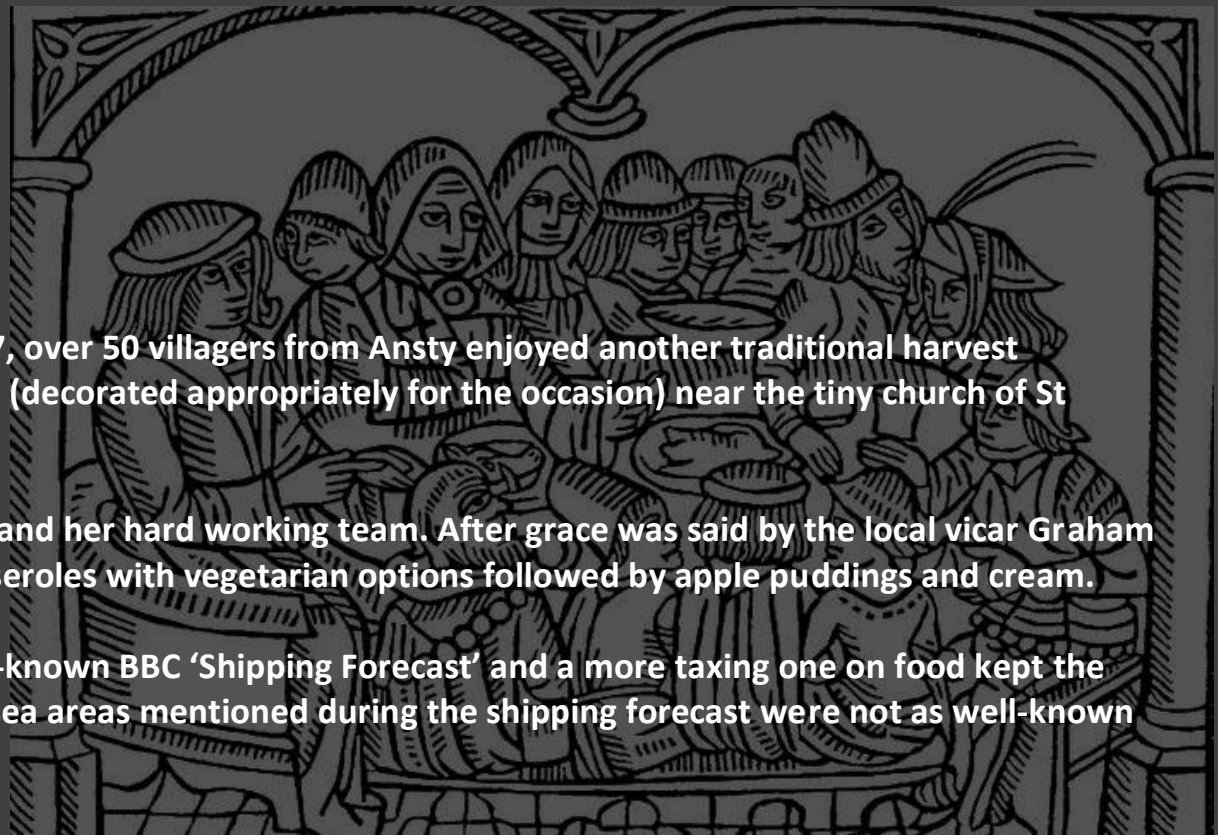 , over 50 villagers from Ansty enjoyed another traditional harvest
(decorated appropriately for the occasion) near the tiny church of St
and her hard working team. After grace was said by the local vicar Graham
seroles with vegetarian options followed by apple puddings and cream.
-known BBC ‘Shipping Forecast’ and a more taxing one on food kept the
ea areas mentioned during the shipping forecast were not as well-known